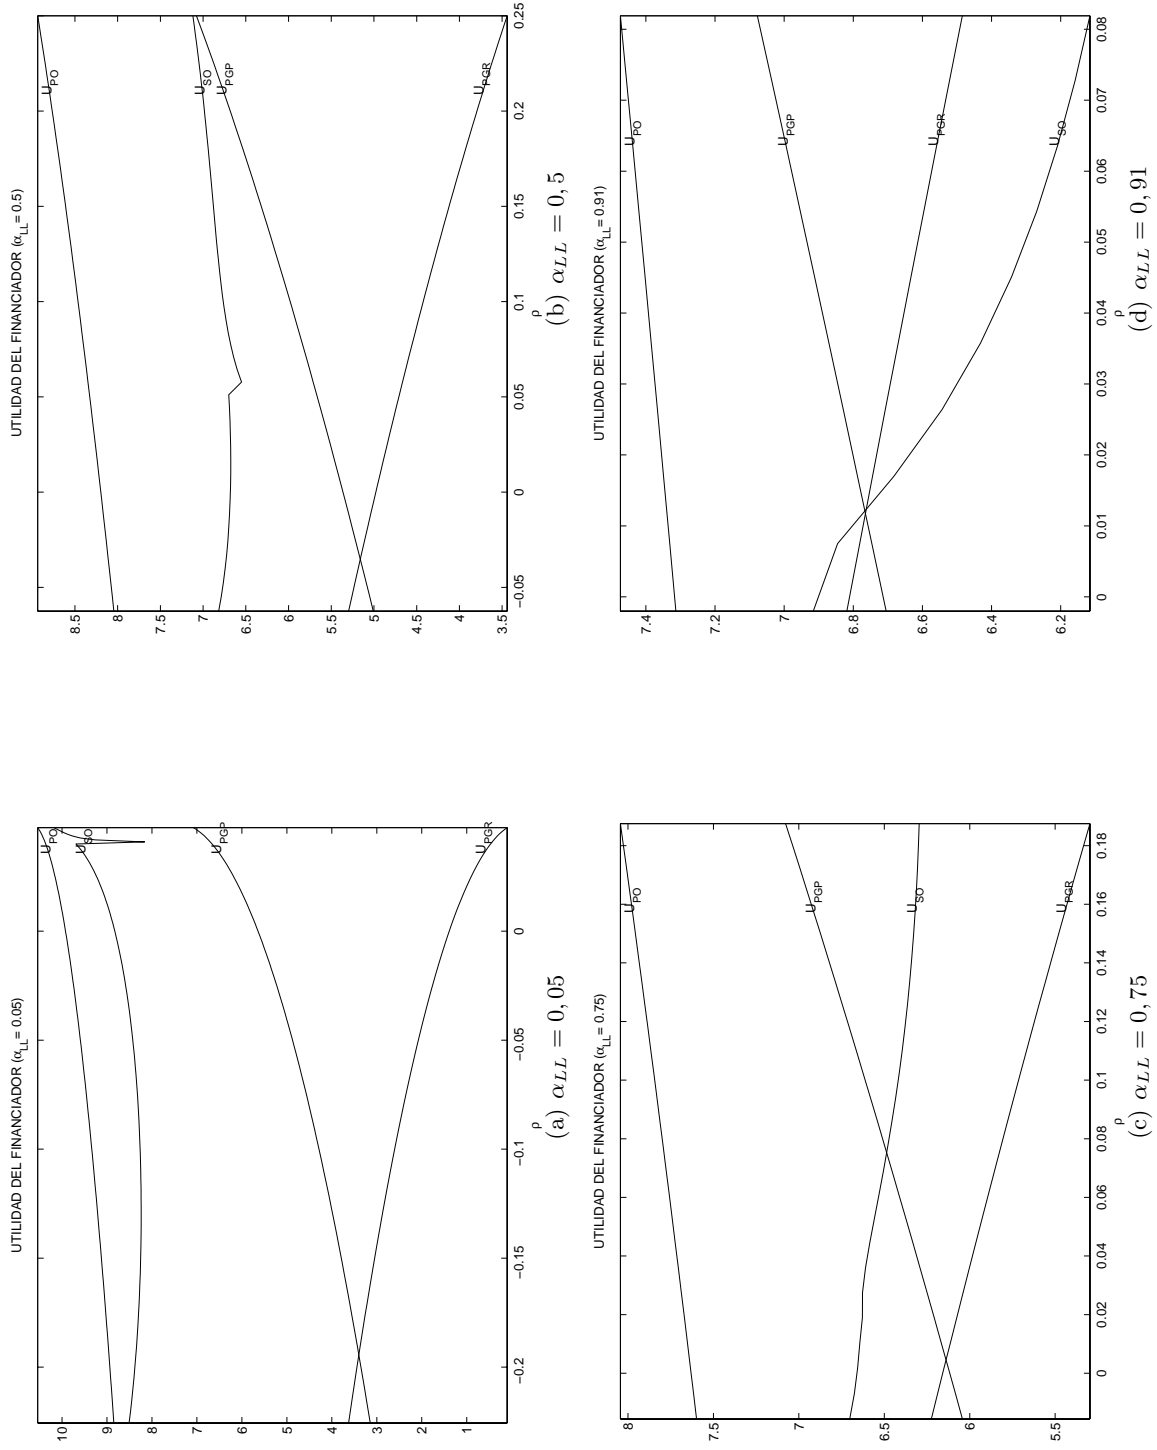 UTILIDAD DEL FINANCIADOR (α_LL= 0.05)
10
9
8
7
6
5
4
3
2
1
−0.2
−0.15
−0.1
−0.05
0
U_PO
U_SO
U_PGP
U_PGR
ρ
(a) α_LL = 0,05
UTILIDAD DEL FINANCIADOR (α_LL= 0.5)
8.5
8
7.5
7
6.5
6
5.5
5
4.5
4
3.5
−0.05
0
0.05
0.1
0.15
0.2
0.25
U_PO
U_SO
U_PGP
U_PGR
ρ
(b) α_LL = 0,5
UTILIDAD DEL FINANCIADOR (α_LL= 0.75)
8
7.5
7
6.5
6
5.5
0
0.02
0.04
0.06
0.08
0.1
0.12
0.14
0.16
0.18
U_PO
U_PGP
U_SO
U_PGR
ρ
(c) α_LL = 0,75
UTILIDAD DEL FINANCIADOR (α_LL= 0.91)
7.4
7.2
7
6.8
6.6
6.4
6.2
0
0.01
0.02
0.03
0.04
0.05
0.06
0.07
0.08
U_PO
U_PGP
U_PGR
U_SO
ρ
(d) α_LL = 0,91